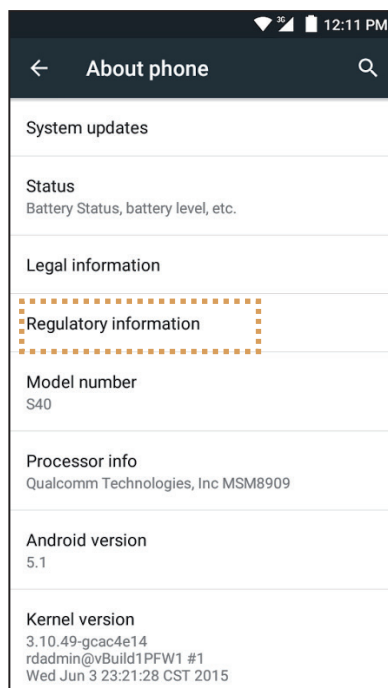 3G 12:11 PM
About phone
System updates
Status
Battery Status, battery level, etc.
Legal information
Regulatory information
Model number
S40
Processor info
Qualcomm Technologies, Inc MSM8909
Android version
5.1
Kernel version
3.10.49-gcac4e14
rdadmin@vBuild1PFW1 #1
Wed Jun 3 23:21:28 CST 2015